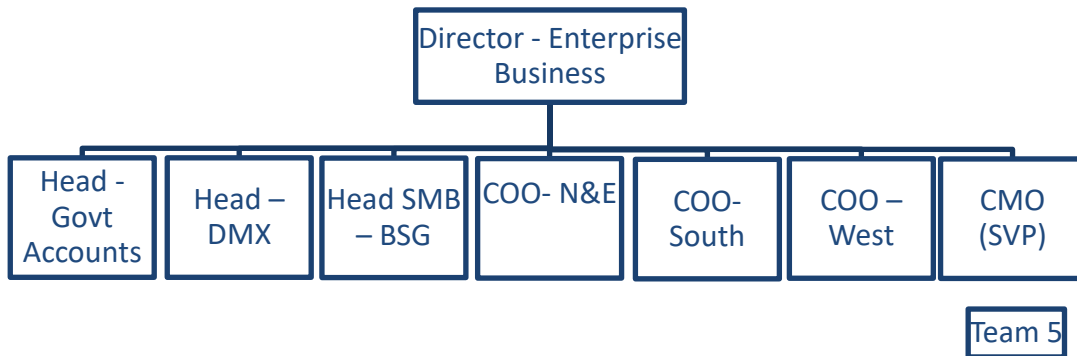 Director - Enterprise
Business
Head -
Govt
Accounts
Head –
DMX
Head SMB
– BSG
COO- N&E
COO-
South
COO –
West
CMO
(SVP)
Team 5